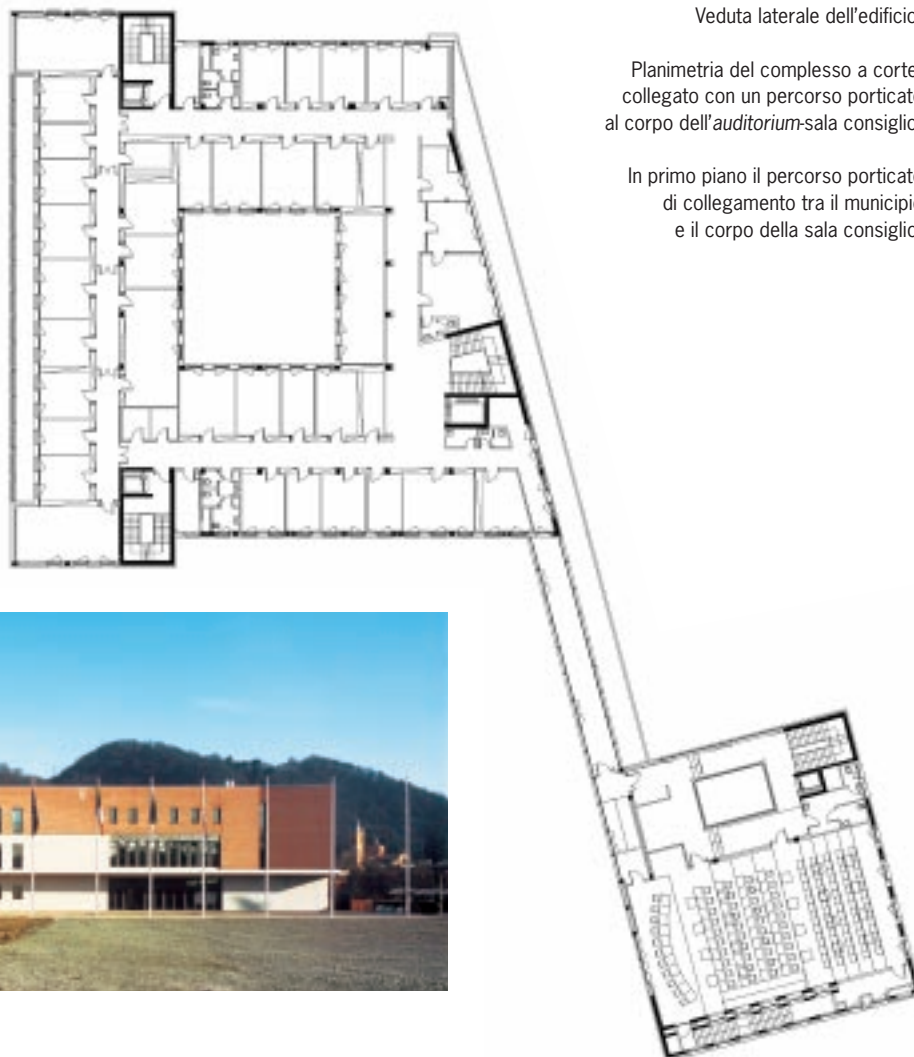 Veduta laterale dell'edificio.
Planimetria del complesso a corte,
collegato con un percorso porticato
al corpo dell'auditorium-sala consiglio.
In primo piano il percorso porticato
di collegamento tra il municipio
e il corpo della sala consiglio.